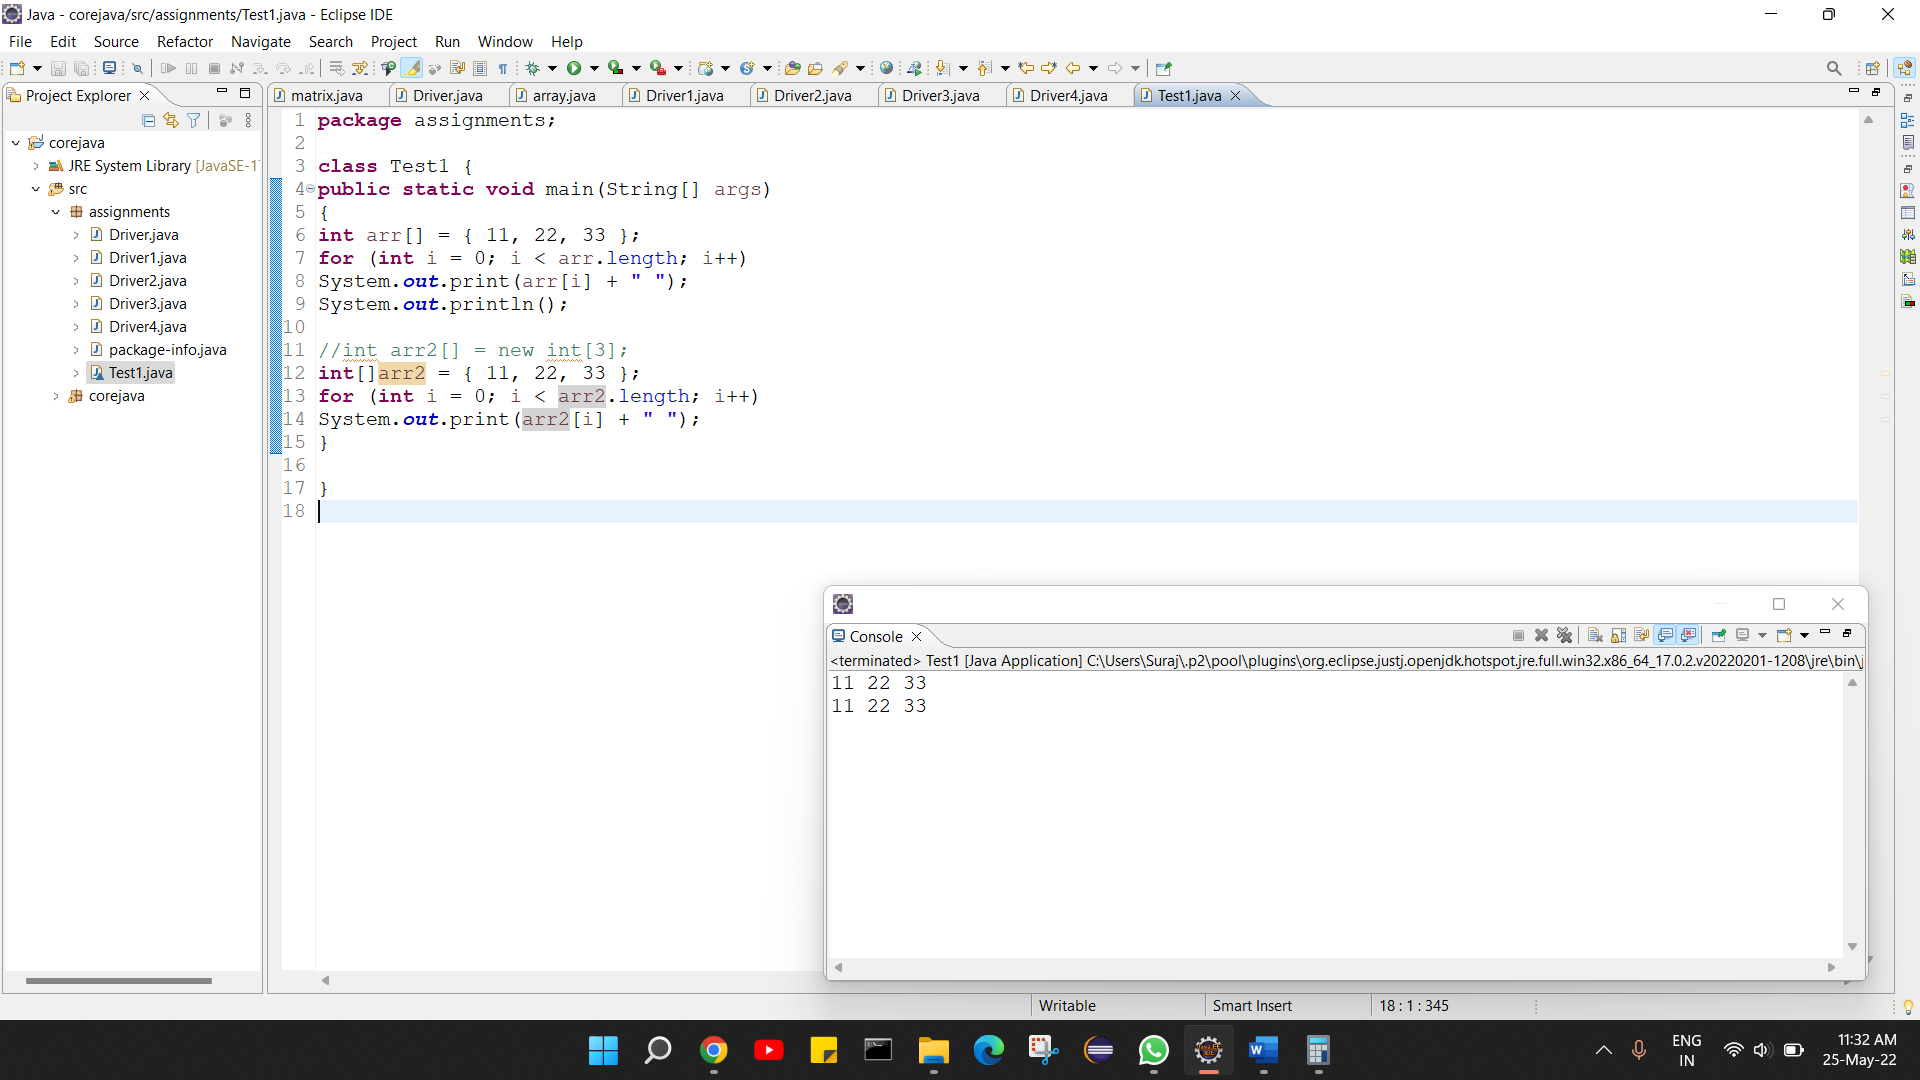 Java - corejava/src/assignments/Test1.java - Eclipse IDE
File Edit Source Refactor Navigate Search Project Run Window Help
Project Explorer
matrix.java Driver.java array.java Driver1.java Driver2.java Driver3.java Driver4.java Test1.java
corejava
JRE System Library [JavaSE-1
src
assignments
Driver.java
Driver1.java
Driver2.java
Driver3.java
Driver4.java
package-info.java
Test1.java
corejava
1 package assignments;
2
3 class Test1 {
4 public static void main(String[] args)
5 {
6 int arr[] = { 11, 22, 33 };
7 for (int i = 0; i < arr.length; i++)
8 System.out.print(arr[i] + " ");
9 System.out.println();
10
11 //int arr2[] = new int[3];
12 int[]arr2 = { 11, 22, 33 };
13 for (int i = 0; i < arr2.length; i++)
14 System.out.print(arr2[i] + " ");
15 }
16
17 }
18
Console
<terminated> Test1 [Java Application] C:\Users\Suraj\.p2\pool\plugins\org.eclipse.justj.openjdk.hotspot.jre.full.win32.x86_64_17.0.2.v20220201-1208\jre\bin\j
11 22 33
11 22 33
Writable Smart Insert 18 : 1 : 345
ENG
IN
11:32 AM
25-May-22